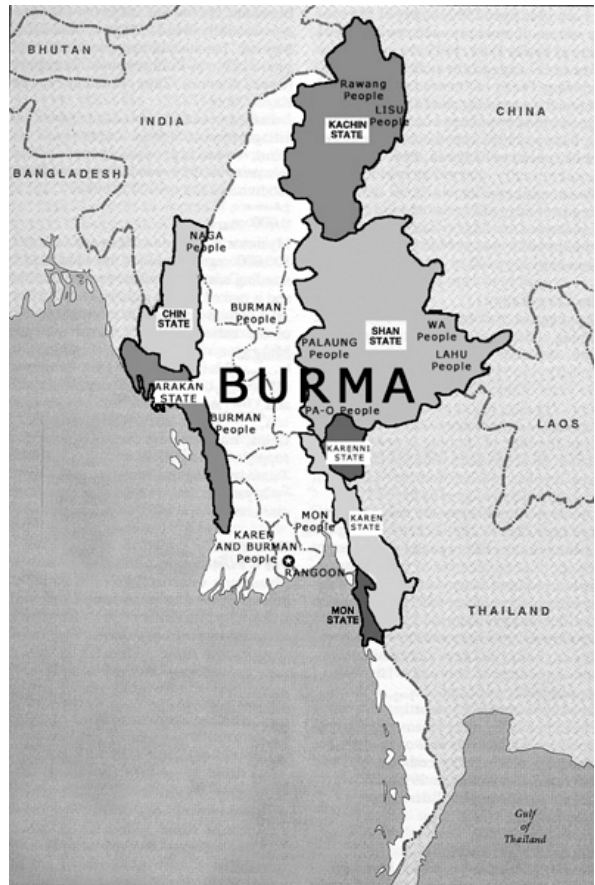 BHUTAN
INDIA
BANGLADESH
CHINA
Rawang
People
LISU
People
KACHIN
STATE
NAGA
People
CHIN
STATE
BURMAN
People
SHAN
STATE
WA
People
PALAUNG
People
LAHU
People
BURMA
ARAKAN
STATE
PA-O People
BURMAN
People
LAOS
KARENNI
STATE
MON
People
KAREN
STATE
KAREN
AND BURMAN
People
RANGOON
MON
STATE
THAILAND
Gulf
of
Thailand